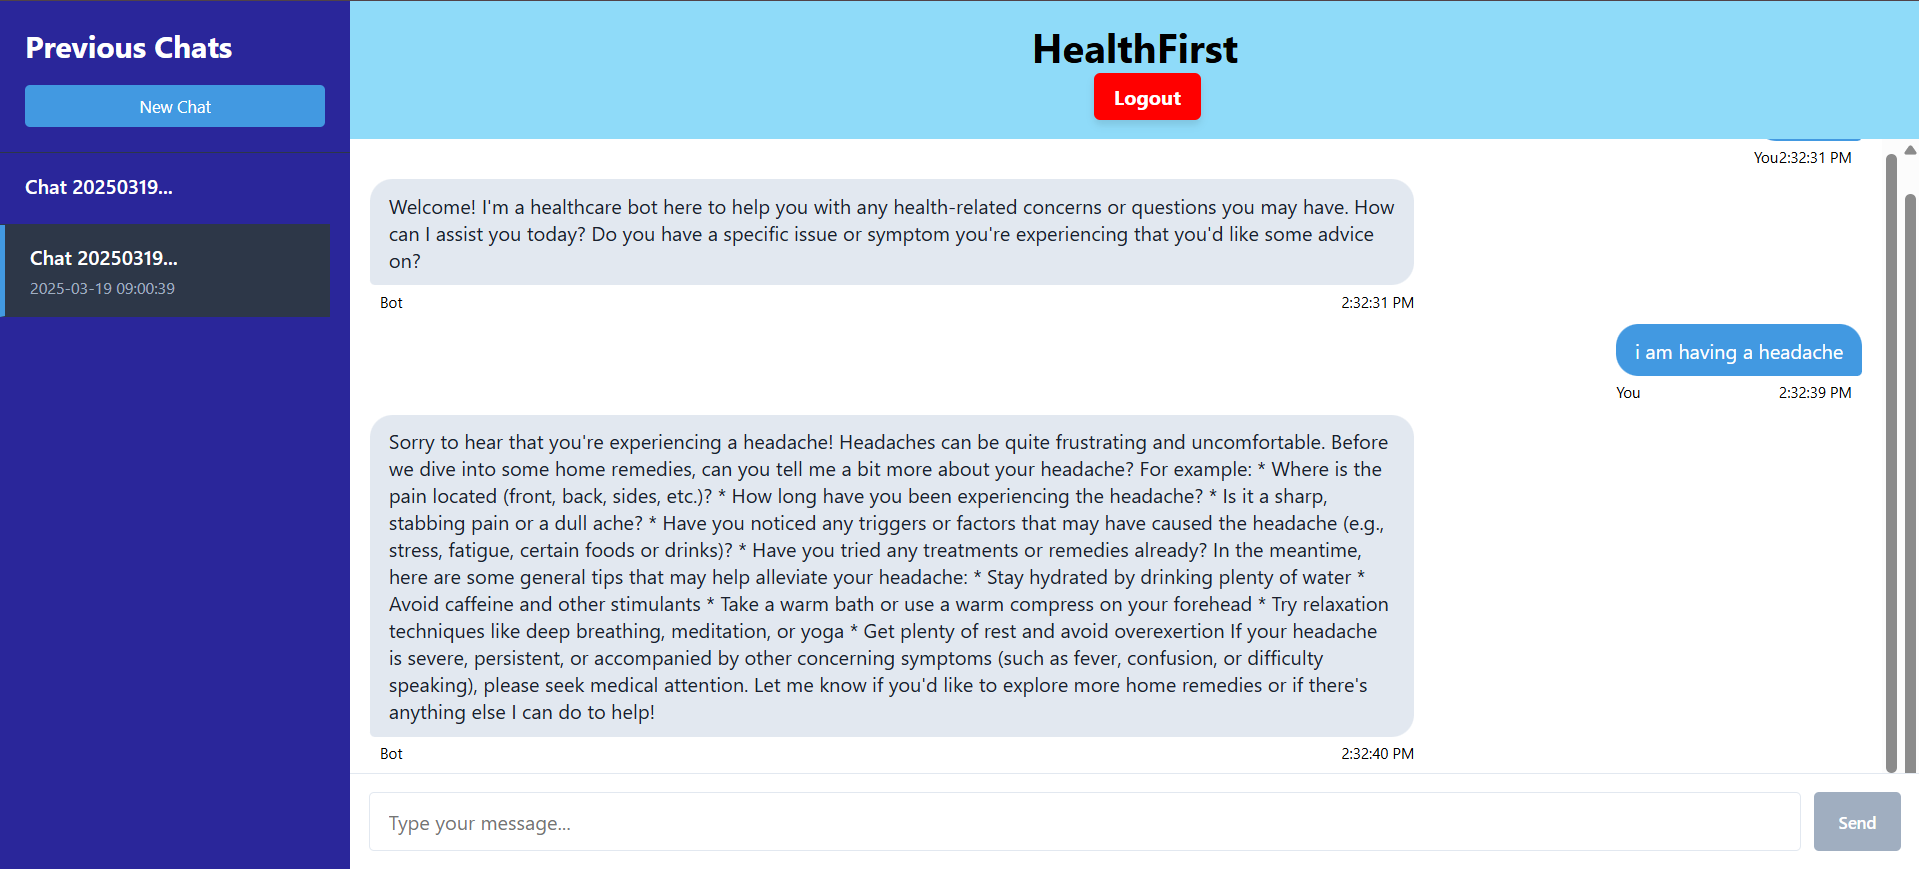 Previous Chats
New Chat
Chat 20250319...
Chat 20250319...
2025-03-19 09:00:39
HealthFirst
Logout
You2:32:31 PM
Welcome! I'm a healthcare bot here to help you with any health-related concerns or questions you may have. How
can I assist you today? Do you have a specific issue or symptom you're experiencing that you'd like some advice
on?
Bot 2:32:31 PM
i am having a headache
You 2:32:39 PM
Sorry to hear that you're experiencing a headache! Headaches can be quite frustrating and uncomfortable. Before
we dive into some home remedies, can you tell me a bit more about your headache? For example: * Where is the
pain located (front, back, sides, etc.)? * How long have you been experiencing the headache? * Is it a sharp,
stabbing pain or a dull ache? * Have you noticed any triggers or factors that may have caused the headache (e.g.,
stress, fatigue, certain foods or drinks)? * Have you tried any treatments or remedies already? In the meantime,
here are some general tips that may help alleviate your headache: * Stay hydrated by drinking plenty of water *
Avoid caffeine and other stimulants * Take a warm bath or use a warm compress on your forehead * Try relaxation
techniques like deep breathing, meditation, or yoga * Get plenty of rest and avoid overexertion If your headache
is severe, persistent, or accompanied by other concerning symptoms (such as fever, confusion, or difficulty
speaking), please seek medical attention. Let me know if you'd like to explore more home remedies or if there's
anything else I can do to help!
Bot 2:32:40 PM
Type your message...
Send